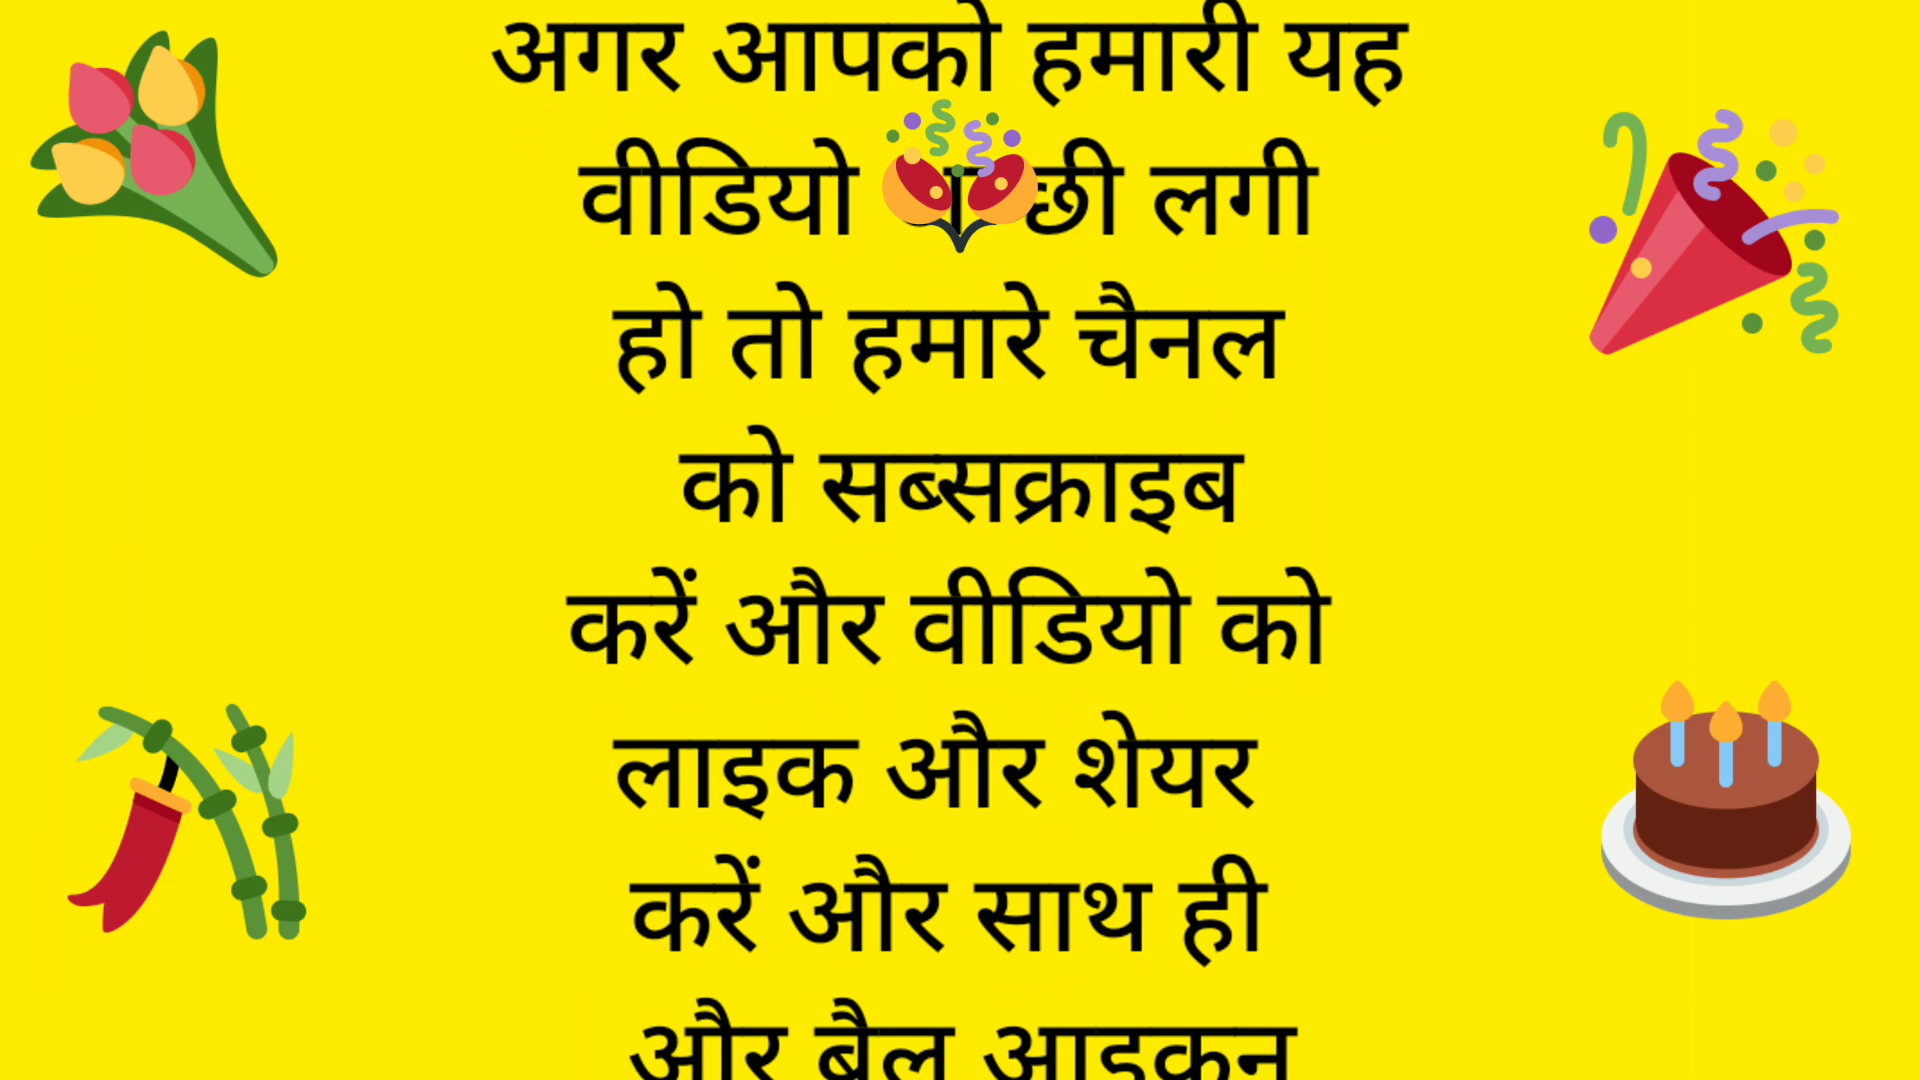 अगर आपको हमारी यह
वीडियो लगी
हो तो हमारे चैनल
को सब्सक्राइब
करें और वीडियो को
लाइक और शेयर
करें और साथ ही
और बैल आइकन